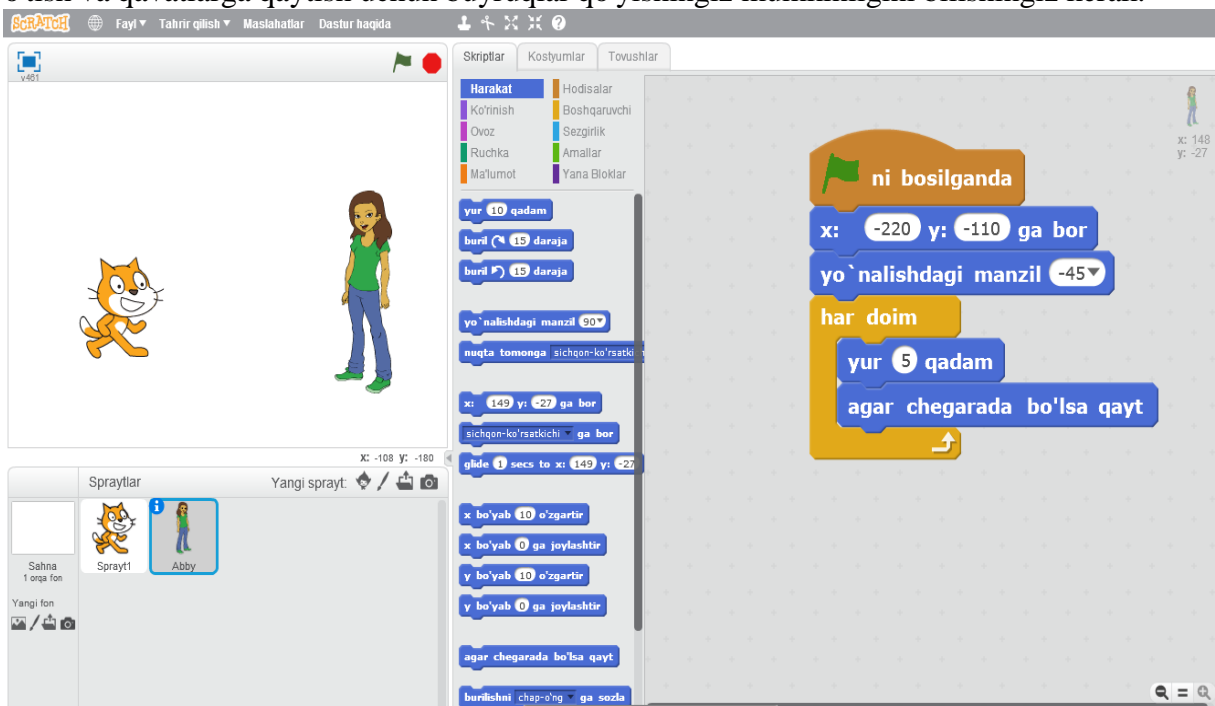 SCRATCH Fayl Tahrir qilish Maslahatlar Dastur haqida
v461
Skriptlar Kostyumlar Tovushlar
Harakat Hodisalar
Ko'rinish Boshqaruvchi
Ovoz Sezgirlik
Ruchka Amallar
Ma'lumot Yana Bloklar
yur 10 qadam
buril 15 daraja
buril 15 daraja
yo`nalishdagi manzil 90
nuqta tomonga sichqon-ko'rsatki
x: 149 y: -27 ga bor
sichqon-ko'rsatkichi ga bor
glide 1 secs to x: 149 y: -27
x bo'yab 10 o'zgartir
x bo'yab 0 ga joylashtir
y bo'yab 10 o'zgartir
y bo'yab 0 ga joylashtir
agar chegarada bo'lsa qayt
burilishni chap-o'ng ga sozla
x: 148
y: -27
ni bosilganda
x: -220 y: -110 ga bor
yo`nalishdagi manzil -45
har doim
yur 5 qadam
agar chegarada bo'lsa qayt
X: -108 y: -180
Spraytlar Yangi sprayt:
Sahna
1 orqa fon
Sprayt1 Abby
Yangi fon